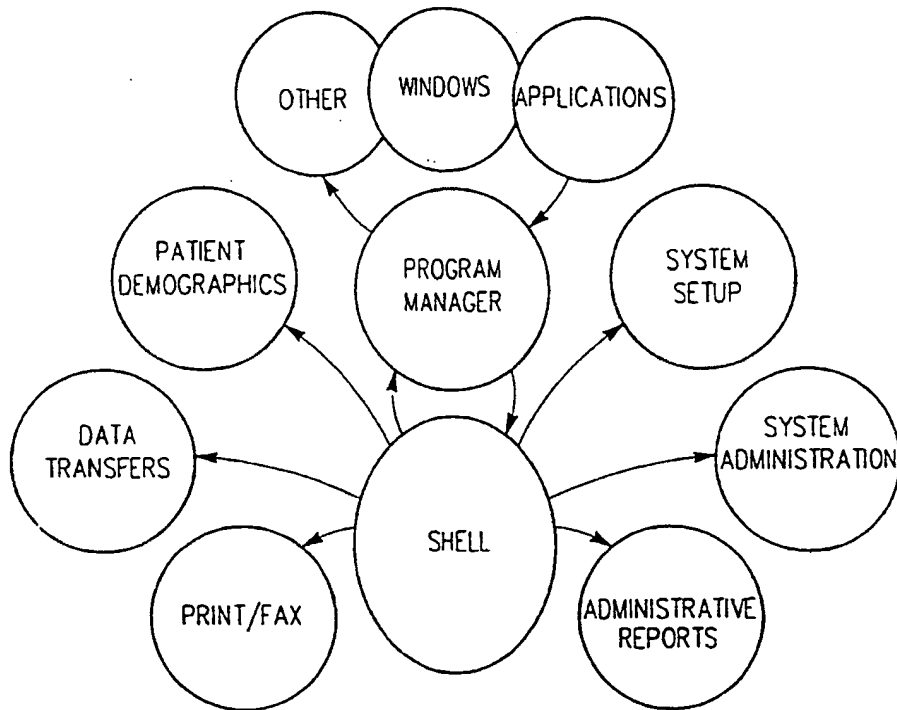 OTHER
WINDOWS
APPLICATIONS
PATIENT
DEMOGRAPHICS
PROGRAM
MANAGER
SYSTEM
SETUP
DATA
TRANSFERS
SYSTEM
ADMINISTRATION
SHELL
PRINT/FAX
ADMINISTRATIVE
REPORTS